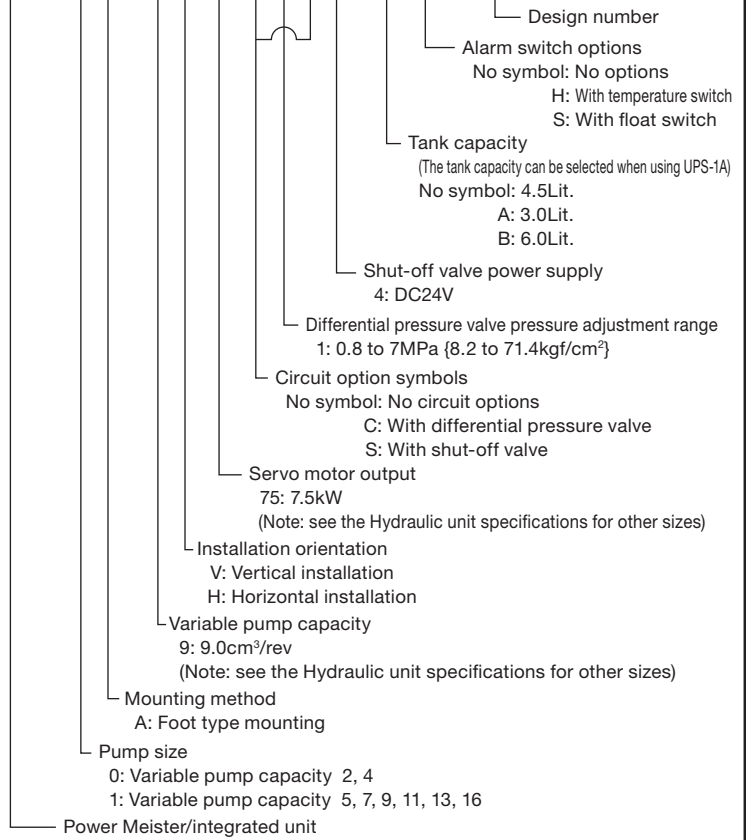 Design number
Alarm switch options
No symbol: No options
H: With temperature switch
S: With float switch
Tank capacity
(The tank capacity can be selected when using UPS-1A)
No symbol: 4.5Lit.
A: 3.0Lit.
B: 6.0Lit.
Shut-off valve power supply
4: DC24V
Differential pressure valve pressure adjustment range
1: 0.8 to 7MPa {8.2 to 71.4kgf/cm²}
Circuit option symbols
No symbol: No circuit options
C: With differential pressure valve
S: With shut-off valve
Servo motor output
75: 7.5kW
(Note: see the Hydraulic unit specifications for other sizes)
Installation orientation
V: Vertical installation
H: Horizontal installation
Variable pump capacity
9: 9.0cm³/rev
(Note: see the Hydraulic unit specifications for other sizes)
Mounting method
A: Foot type mounting
Pump size
0: Variable pump capacity 2, 4
1: Variable pump capacity 5, 7, 9, 11, 13, 16
Power Meister/integrated unit